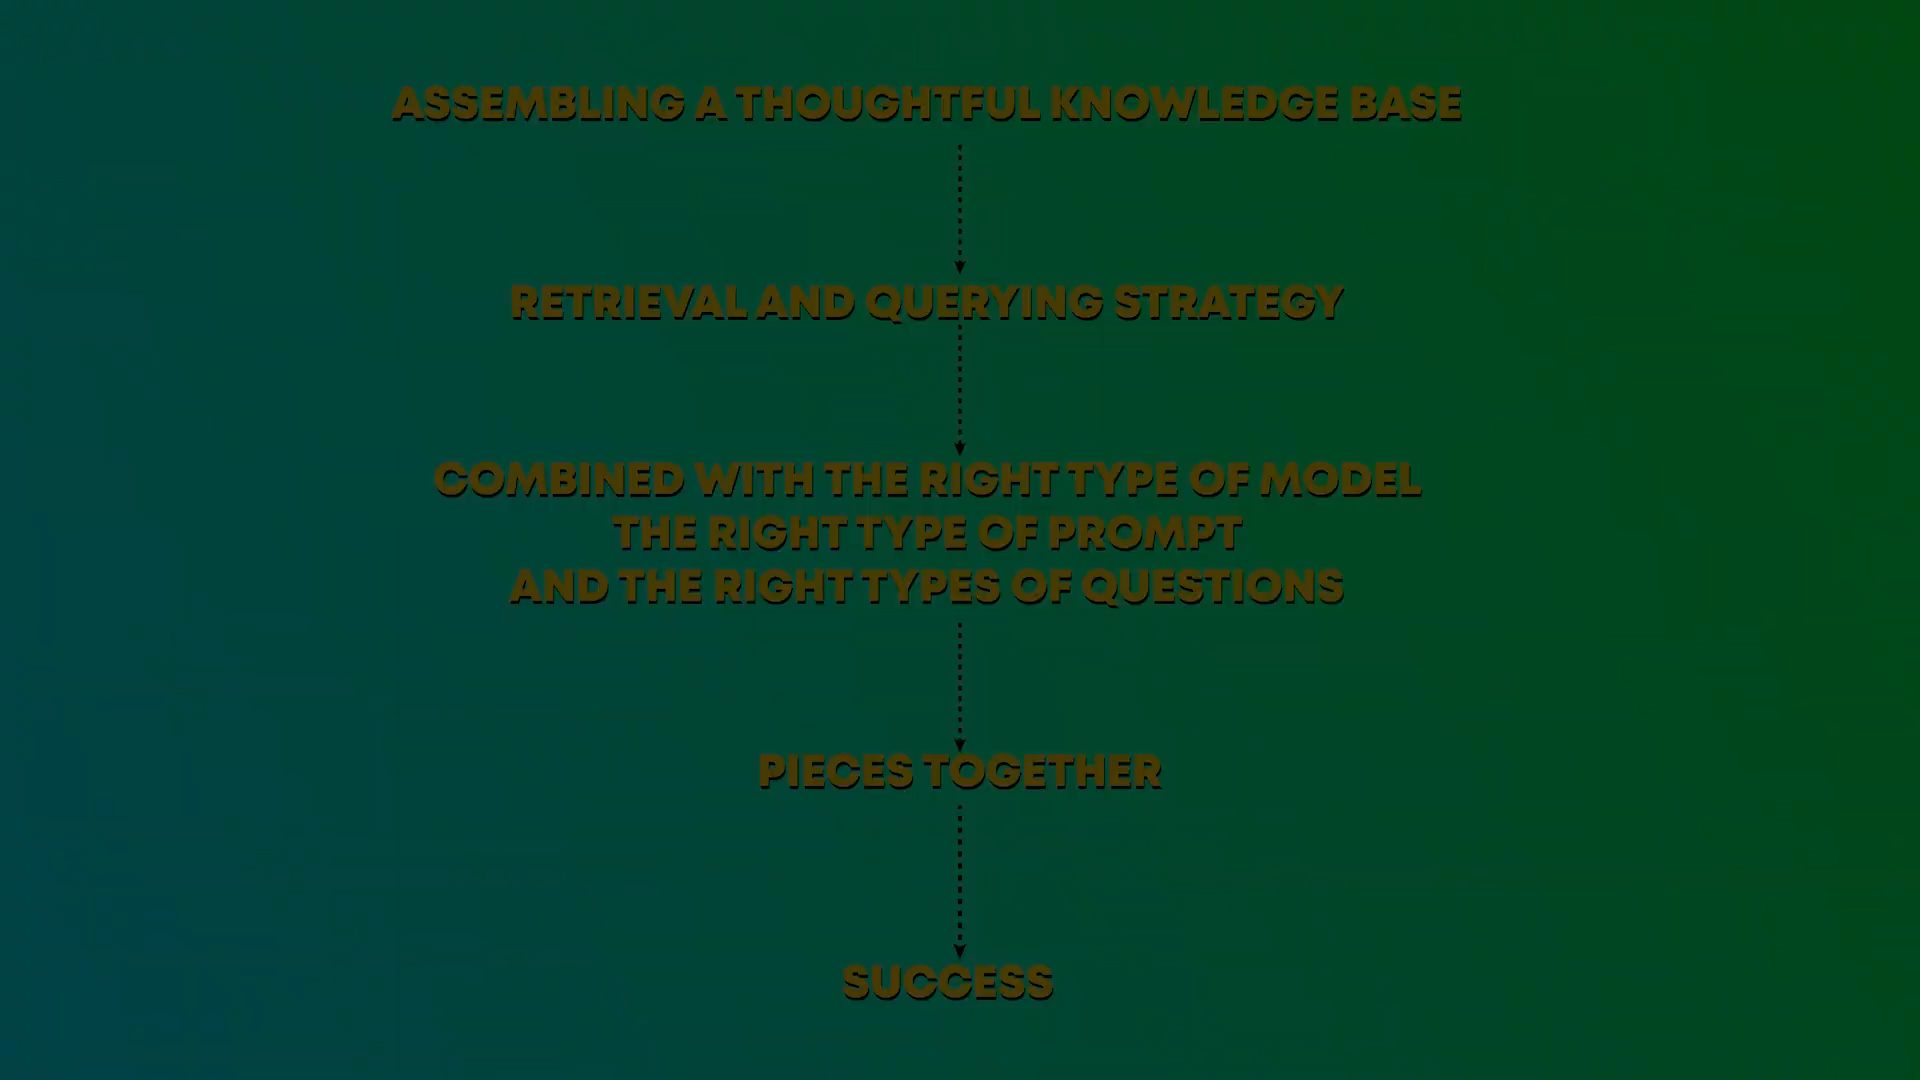 ASSEMBLING A THOUGHTFUL KNOWLEDGE BASE
RETRIEVAL AND QUERYING STRATEGY
COMBINED WITH THE RIGHT TYPE OF MODEL
THE RIGHT TYPE OF PROMPT
AND THE RIGHT TYPES OF QUESTIONS
PIECES TOGETHER
SUCCESS